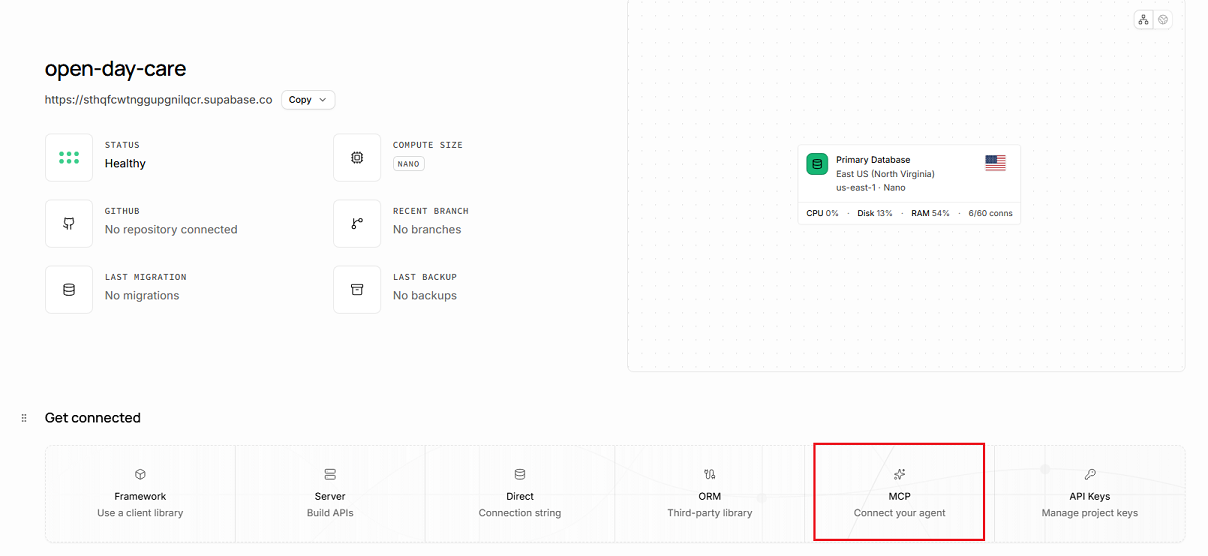 open-day-care
https://sthqfcwtnggupgnilqcr.supabase.co Copy
STATUS
Healthy
COMPUTE SIZE
NANO
GITHUB
No repository connected
RECENT BRANCH
No branches
LAST MIGRATION
No migrations
LAST BACKUP
No backups
Primary Database
East US (North Virginia)
us-east-1 · Nano
CPU 0% · Disk 13% · RAM 54% · 6/60 conns
Get connected
Framework
Use a client library
Server
Build APIs
Direct
Connection string
ORM
Third-party library
MCP
Connect your agent
API Keys
Manage project keys